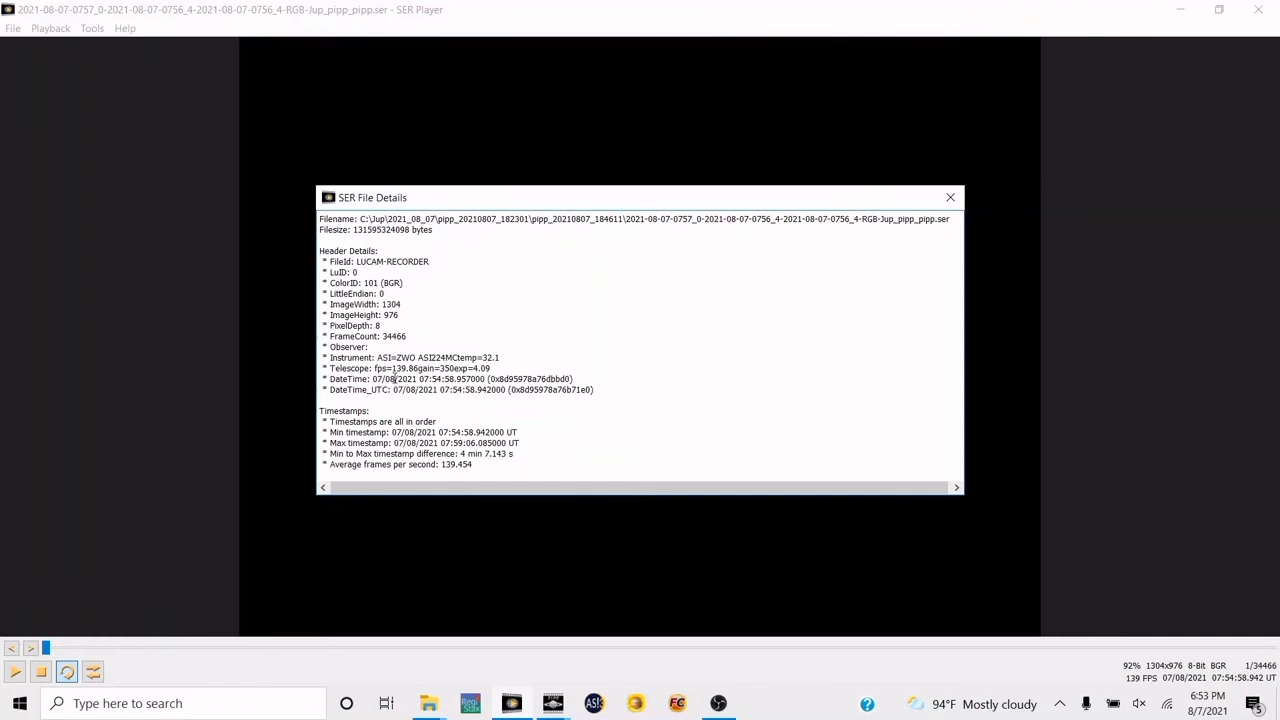 2021-08-07-0757_0-2021-08-07-0756_4-2021-08-07-0756_4-RGB-Jup_pipp_pipp.ser - SER Player
File Playback Tools Help
SER File Details
Filename: C:\Jup\2021_08_07\pipp_20210807_182301\pipp_20210807_184611\2021-08-07-0757_0-2021-08-07-0756_4-2021-08-07-0756_4-RGB-Jup_pipp_pipp.ser
Filesize: 131595324098 bytes
Header Details:
* FileId: LUCAM-RECORDER
* LuID: 0
* ColorID: 101 (BGR)
* LittleEndian: 0
* ImageWidth: 1304
* ImageHeight: 976
* PixelDepth: 8
* FrameCount: 34466
* Observer:
* Instrument: ASI=ZWO ASI224MCtemp=32.1
* Telescope: fps=139.86gain=350exp=4.09
* DateTime: 07/08/2021 07:54:58.957000 (0x8d95978a76dbbd0)
* DateTime_UTC: 07/08/2021 07:54:58.942000 (0x8d95978a76b71e0)
Timestamps:
* Timestamps are all in order
* Min timestamp: 07/08/2021 07:54:58.942000 UT
* Max timestamp: 07/08/2021 07:59:06.085000 UT
* Min to Max timestamp difference: 4 min 7.143 s
* Average frames per second: 139.454
92% 1304x976 8-Bit BGR 1/34466
139 FPS 07/08/2021 07:54:58.942 UT
Type here to search
Reg
Stax
ASI
FC
94°F Mostly cloudy
6:53 PM
8/7/2021
5